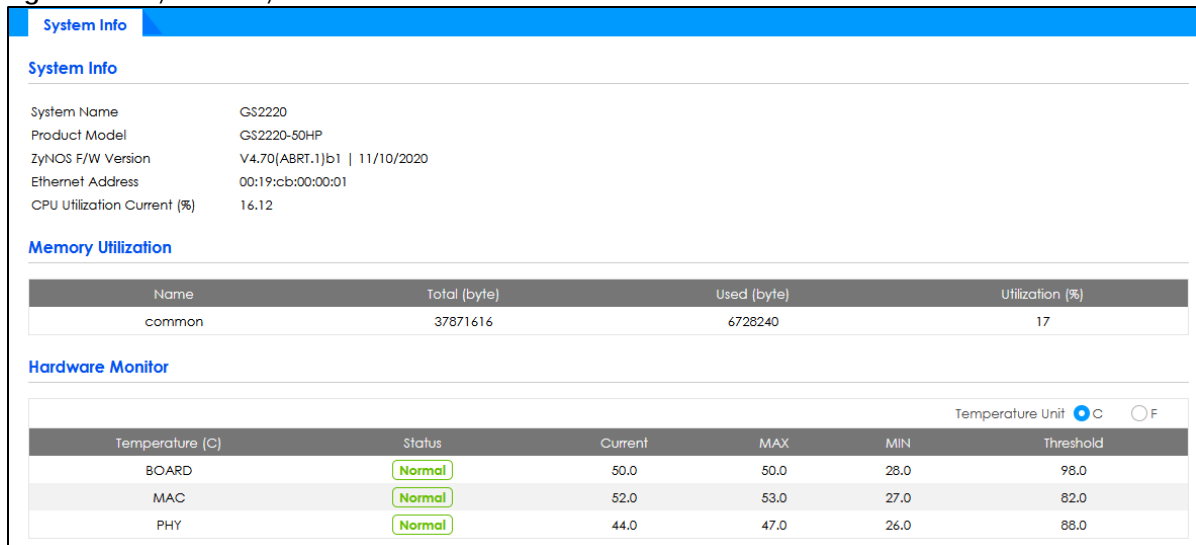 System Info
System Info
System Name GS2220
Product Model GS2220-50HP
ZyNOS F/W Version V4.70(ABRT.1)b1 | 11/10/2020
Ethernet Address 00:19:cb:00:00:01
CPU Utilization Current (%) 16.12
Memory Utilization
Name Total (byte) Used (byte) Utilization (%)
common 37871616 6728240 17
Hardware Monitor
Temperature Unit C F
Temperature (C) Status Current MAX MIN Threshold
BOARD Normal 50.0 50.0 28.0 98.0
MAC Normal 52.0 53.0 27.0 82.0
PHY Normal 44.0 47.0 26.0 88.0